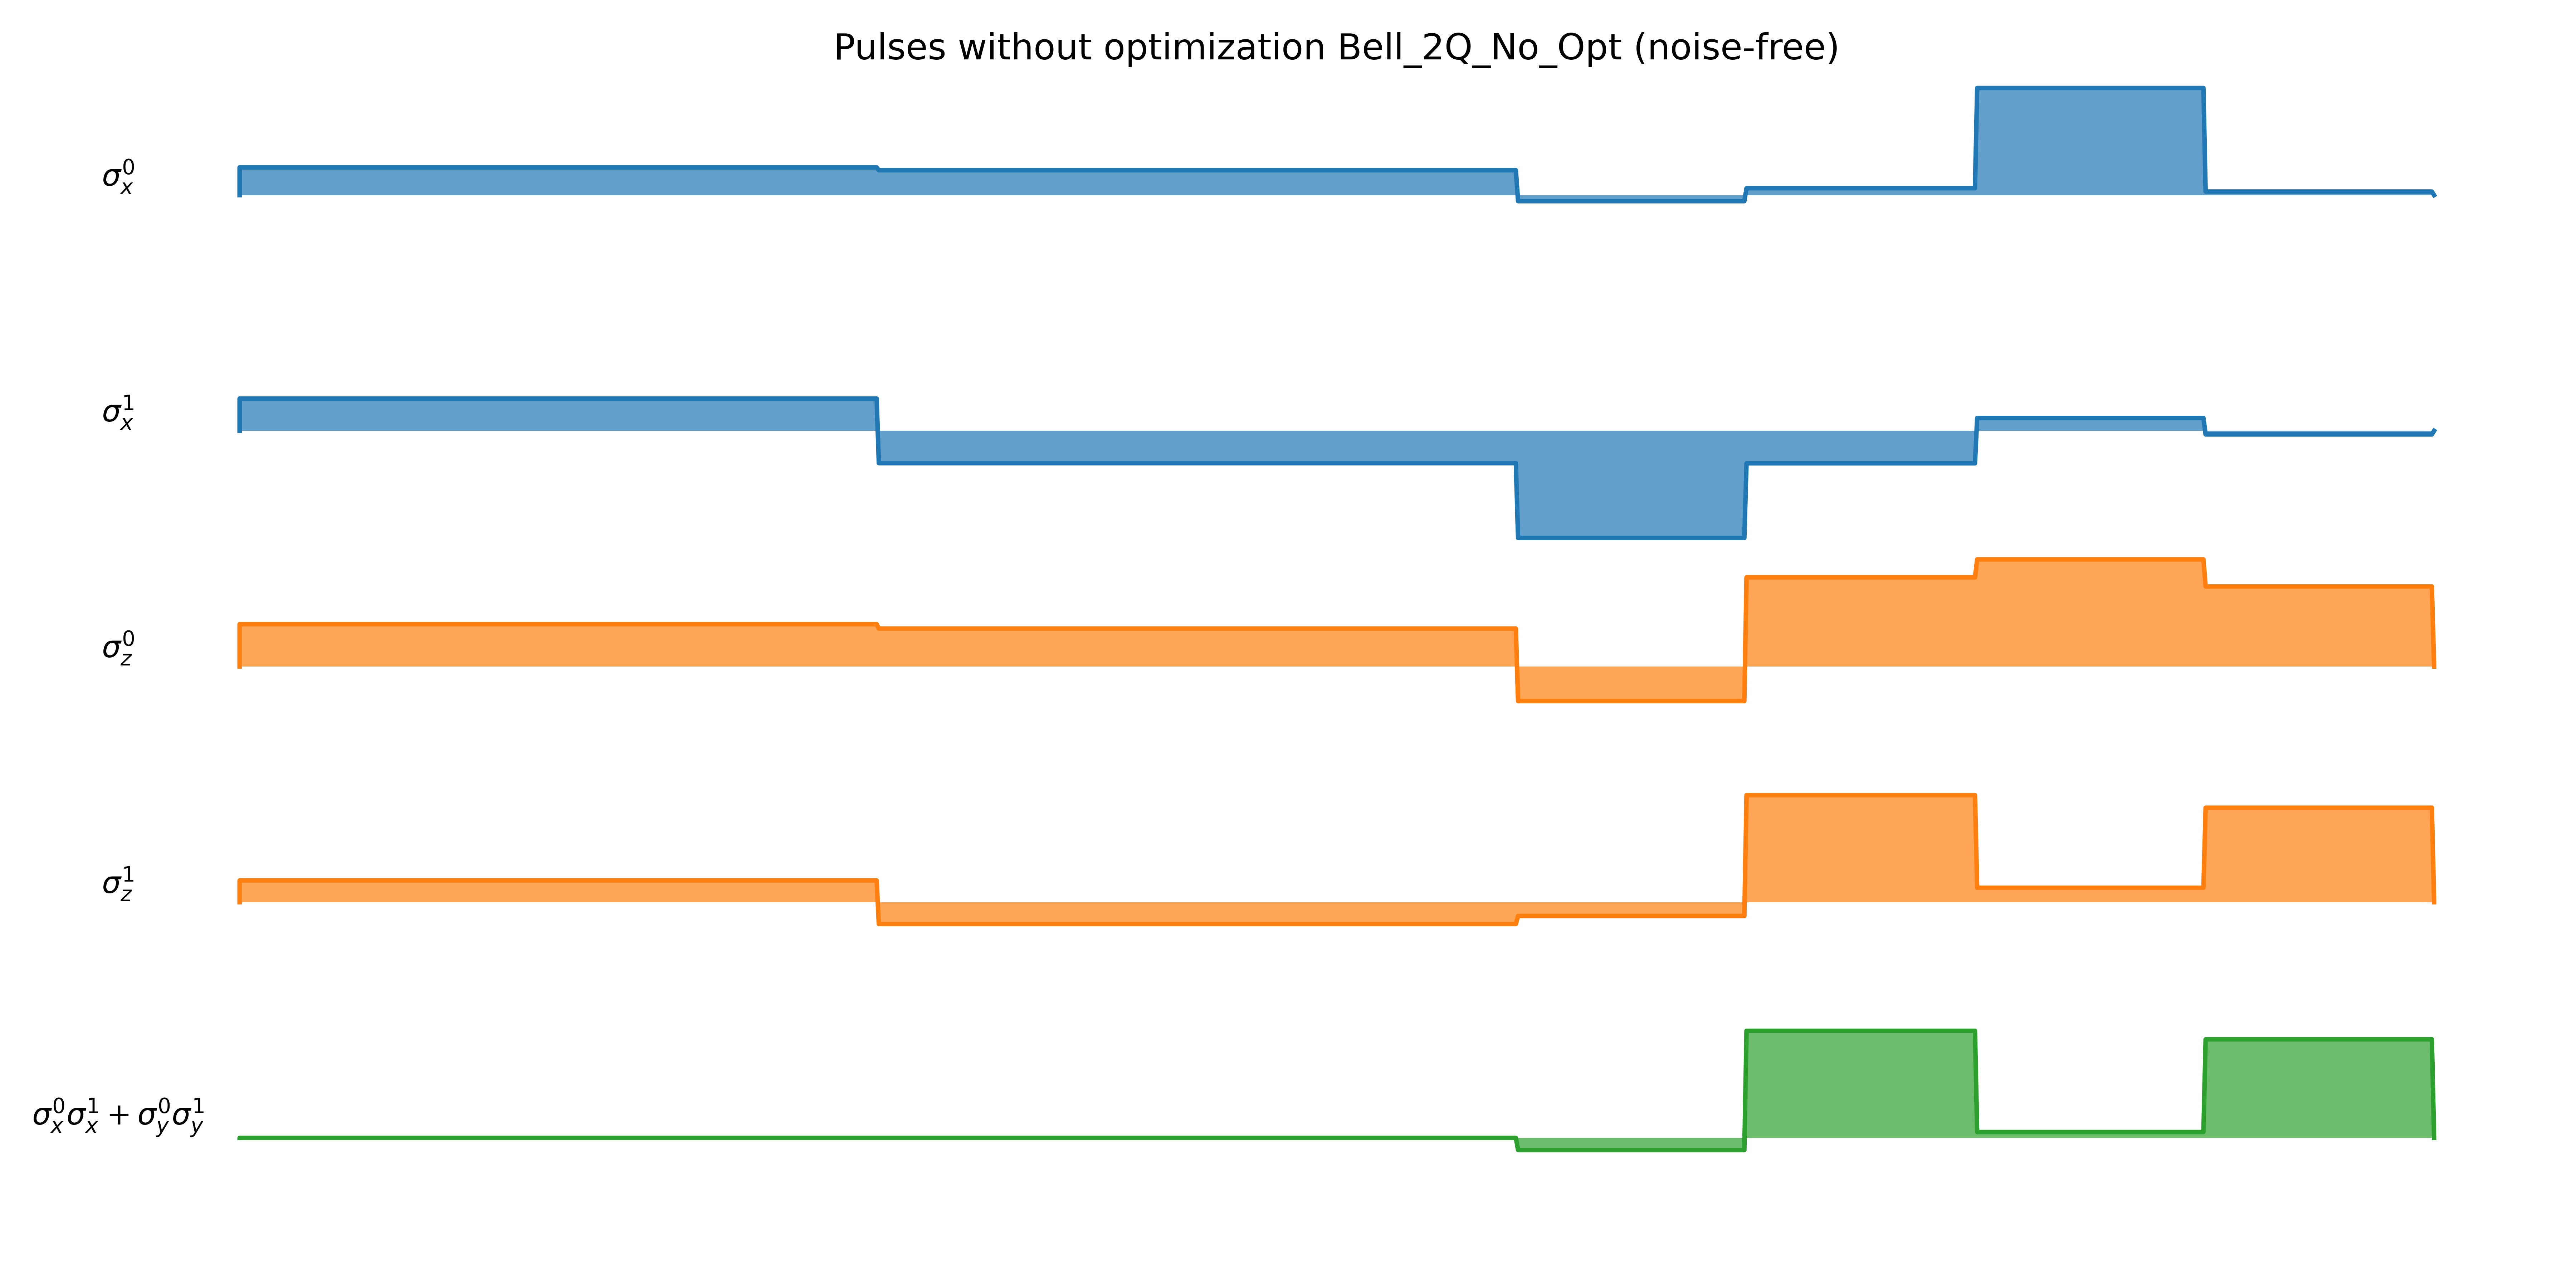 Pulses without optimization Bell_2Q_No_Opt (noise-free)
σ_x^0
σ_x^1
σ_z^0
σ_z^1
σ_x^0σ_x^1 + σ_y^0σ_y^1